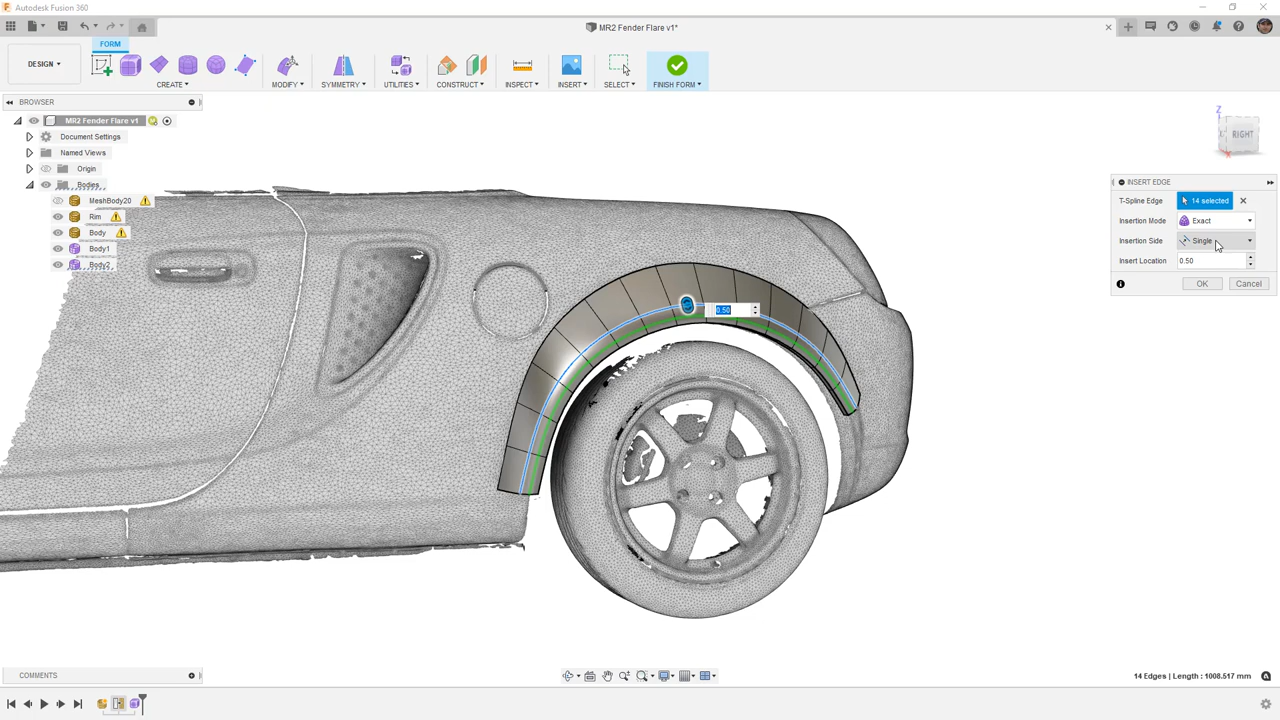 Autodesk Fusion 360
MR2 Fender Flare v1*
FORM
DESIGN
CREATE
MODIFY
SYMMETRY
UTILITIES
CONSTRUCT
INSPECT
INSERT
SELECT
FINISH FORM
BROWSER
MR2 Fender Flare v1
Document Settings
Named Views
Origin
Bodies
MeshBody20
Rim
Body
Body1
Body2
Z
RIGHT
X
INSERT EDGE
T-Spline Edge
14 selected
Insertion Mode
Exact
Insertion Side
Single
Insert Location
0.50
OK
Cancel
0.50
COMMENTS
14 Edges | Length : 1008.517 mm